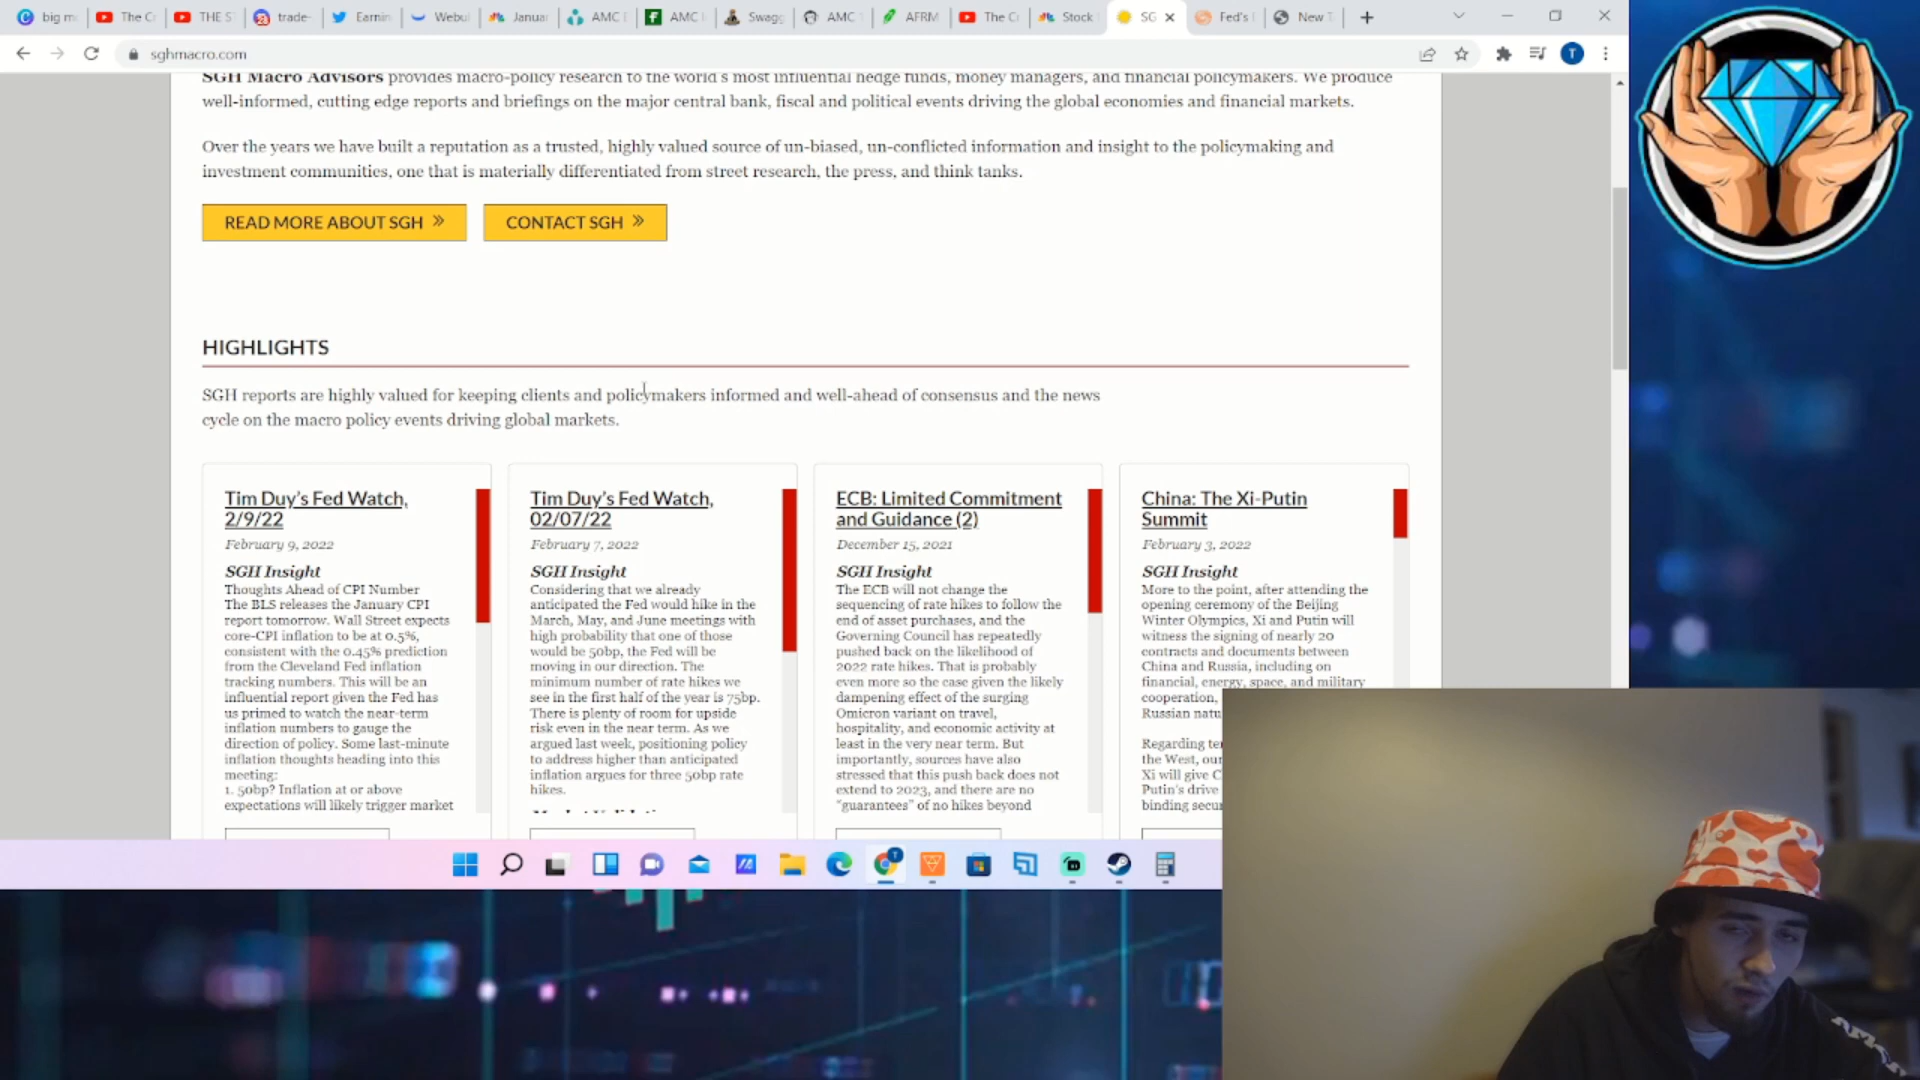 big m
The C
THE S
trade-
Earnin
Webul
Januar
AMC
AMC
Swagg
AMC
AFRM
The C
Stock
SG
Fed's
New T
sghmacro.com
SGH Macro Advisors provides macro-policy research to the world's most influential hedge funds, money managers, and financial policymakers. We produce
well-informed, cutting edge reports and briefings on the major central bank, fiscal and political events driving the global economies and financial markets.
Over the years we have built a reputation as a trusted, highly valued source of un-biased, un-conflicted information and insight to the policymaking and
investment communities, one that is materially differentiated from street research, the press, and think tanks.
READ MORE ABOUT SGH »
CONTACT SGH »
HIGHLIGHTS
SGH reports are highly valued for keeping clients and policymakers informed and well-ahead of consensus and the news
cycle on the macro policy events driving global markets.
Tim Duy's Fed Watch,
2/9/22
February 9, 2022
SGH Insight
Thoughts Ahead of CPI Number
The BLS releases the January CPI
report tomorrow. Wall Street expects
core-CPI inflation to be at 0.5%,
consistent with the 0.45% prediction
from the Cleveland Fed inflation
tracking numbers. This will be an
influential report given the Fed has
us primed to watch the near-term
inflation numbers to gauge the
direction of policy. Some last-minute
inflation thoughts heading into this
meeting:
1. 50bp? Inflation at or above
expectations will likely trigger market
Tim Duy's Fed Watch,
02/07/22
February 7, 2022
SGH Insight
Considering that we already
anticipated the Fed would hike in the
March, May, and June meetings with
high probability that one of those
would be 50bp, the Fed will be
moving in our direction. The
minimum number of rate hikes we
see in the first half of the year is 75bp.
There is plenty of room for upside
risk even in the near term. As we
argued last week, positioning policy
to address higher than anticipated
inflation argues for three 50bp rate
hikes.
ECB: Limited Commitment
and Guidance (2)
December 15, 2021
SGH Insight
The ECB will not change the
sequencing of rate hikes to follow the
end of asset purchases, and the
Governing Council has repeatedly
pushed back on the likelihood of
2022 rate hikes. That is probably
even more so the case given the likely
dampening effect of the surging
Omicron variant on travel,
hospitality, and economic activity at
least in the very near term. But
importantly, sources have also
stressed that this push back does not
extend to 2023, and there are no
"guarantees" of no hikes beyond
China: The Xi-Putin
Summit
February 3, 2022
SGH Insight
More to the point, after attending the
opening ceremony of the Beijing
Winter Olympics, Xi and Putin will
witness the signing of nearly 20
contracts and documents between
China and Russia, including on
financial, energy, space, and military
cooperation,
Russian natu
Regarding te
the West, our
Xi will give C
Putin's drive
binding secur